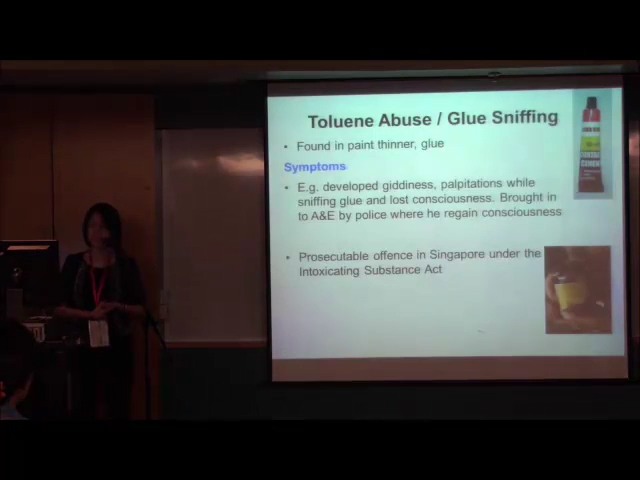 Toluene Abuse / Glue Sniffing
• Found in paint thinner, glue
Symptoms
• E.g. developed giddiness, palpitations while
sniffing glue and lost consciousness. Brought in
to A&E by police where he regain consciousness
• Prosecutable offence in Singapore under the
Intoxicating Substance Act